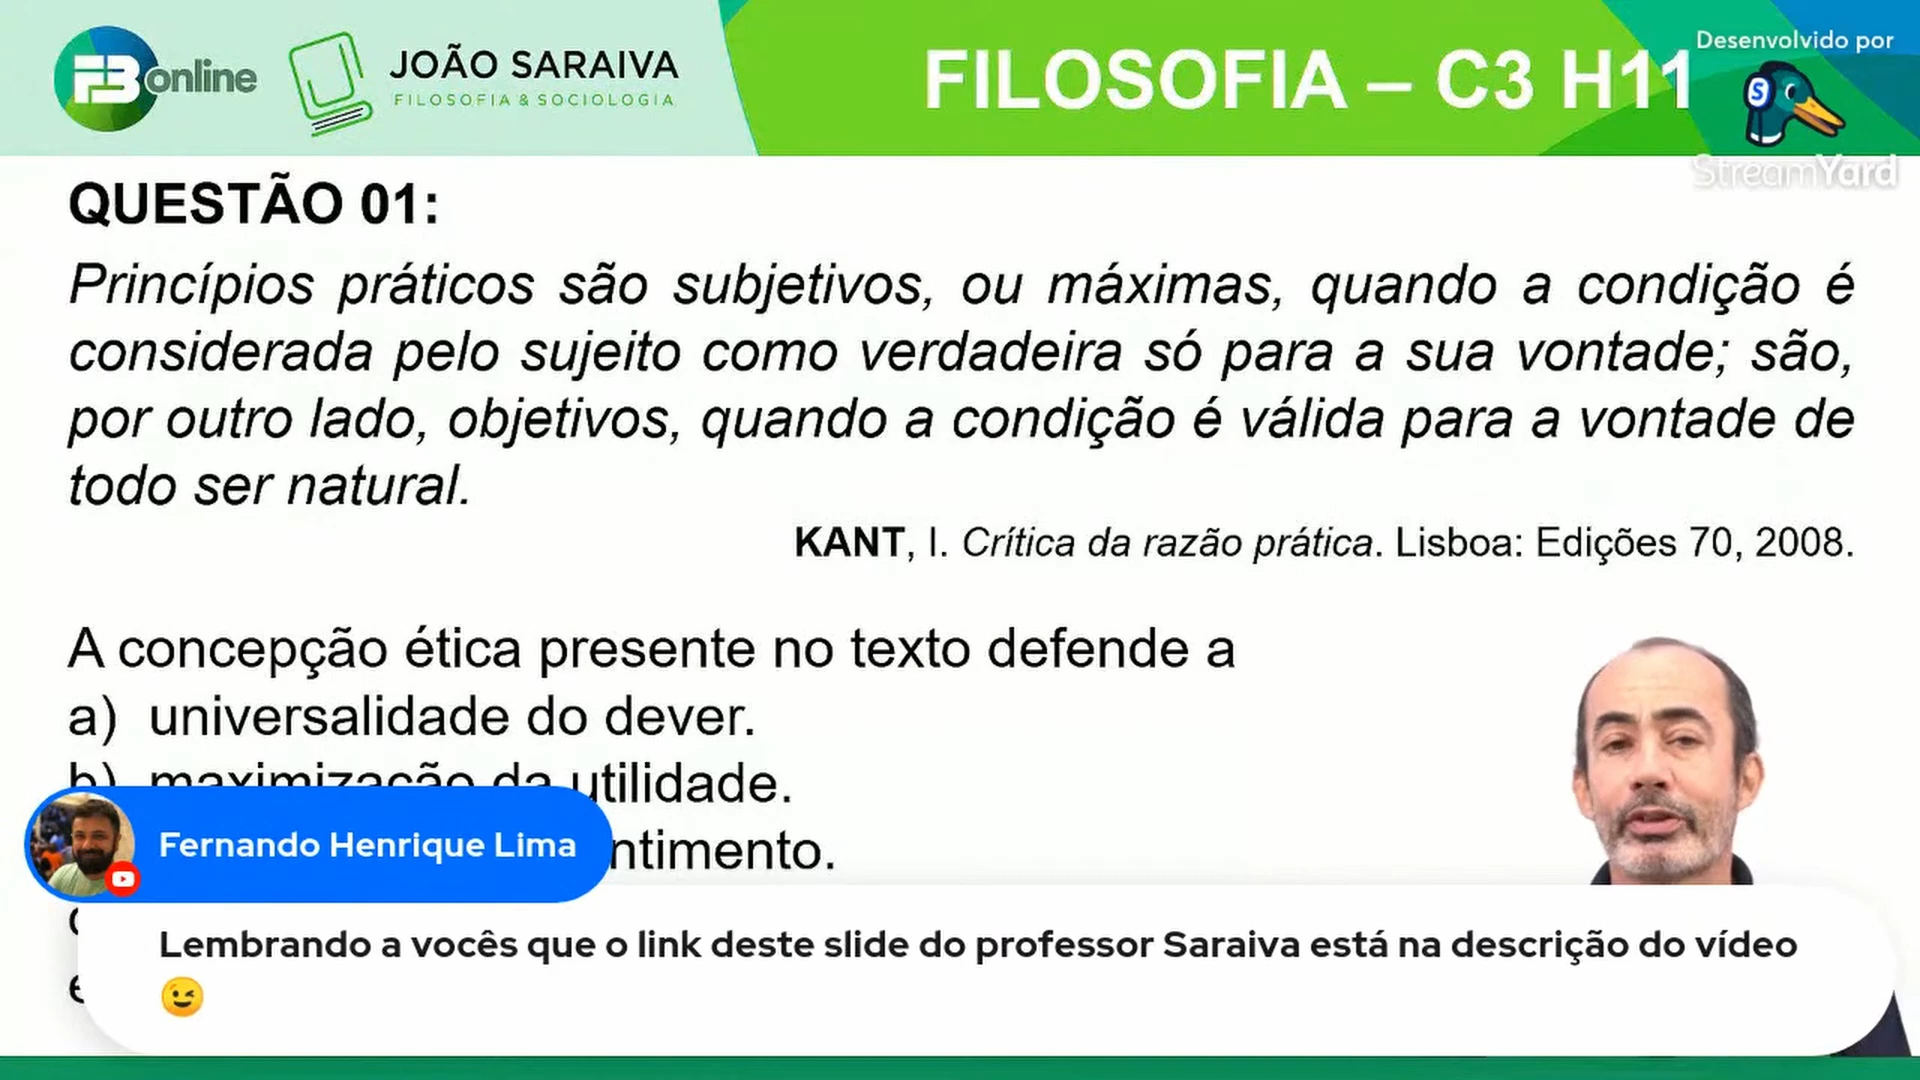 FB online
JOÃO SARAIVA
FILOSOFIA & SOCIOLOGIA
FILOSOFIA – C3 H11
Desenvolvido por
S
StreamYard
QUESTÃO 01:
Princípios práticos são subjetivos, ou máximas, quando a condição é
considerada pelo sujeito como verdadeira só para a sua vontade; são,
por outro lado, objetivos, quando a condição é válida para a vontade de
todo ser natural.
KANT, I. Crítica da razão prática. Lisboa: Edições 70, 2008.
A concepção ética presente no texto defende a
a) universalidade do dever.
b) maximização da utilidade.
ntimento.
Fernando Henrique Lima
Lembrando a vocês que o link deste slide do professor Saraiva está na descrição do vídeo
😉